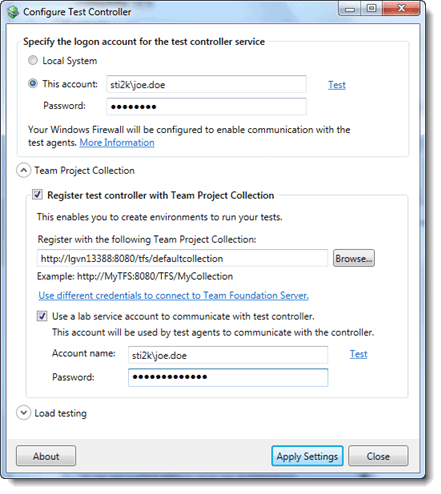 Configure Test Controller
Specify the logon account for the test controller service
Local System
This account: sti2k\joe.doe Test
Password: ●●●●●●●●
Your Windows Firewall will be configured to enable communication with the
test agents. More Information
Team Project Collection
Register test controller with Team Project Collection
This enables you to create environments to run your tests.
Register with the following Team Project Collection:
http://lgvn13388:8080/tfs/defaultcollection Browse...
Example: http://MyTFS:8080/TFS/MyCollection
Use different credentials to connect to Team Foundation Server.
Use a lab service account to communicate with test controller.
This account will be used by test agents to communicate with the controller.
Account name: sti2k\joe.doe Test
Password: ●●●●●●●●●●●●●
Load testing
About Apply Settings Close